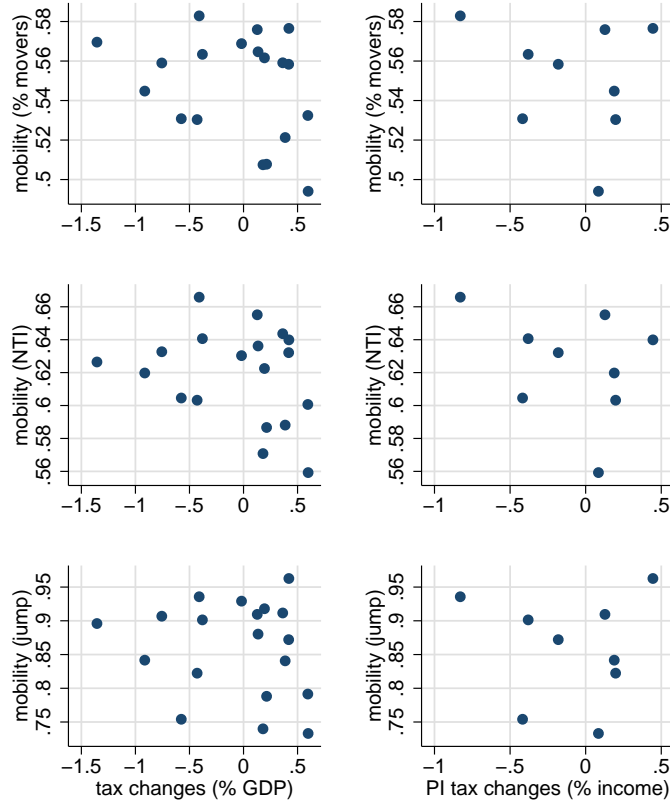 mobility (% movers)
.5 .52 .54 .56 .58
−1.5 −1 −.5 0 .5
mobility (% movers)
.5 .52 .54 .56 .58
−1 −.5 0 .5
mobility (NTI)
.56 .58 .6 .62 .64 .66
−1.5 −1 −.5 0 .5
mobility (NTI)
.56 .58 .6 .62 .64 .66
−1 −.5 0 .5
mobility (jump)
.75 .8 .85 .9 .95
−1.5 −1 −.5 0 .5
tax changes (% GDP)
mobility (jump)
.75 .8 .85 .9 .95
−1 −.5 0 .5
PI tax changes (% income)